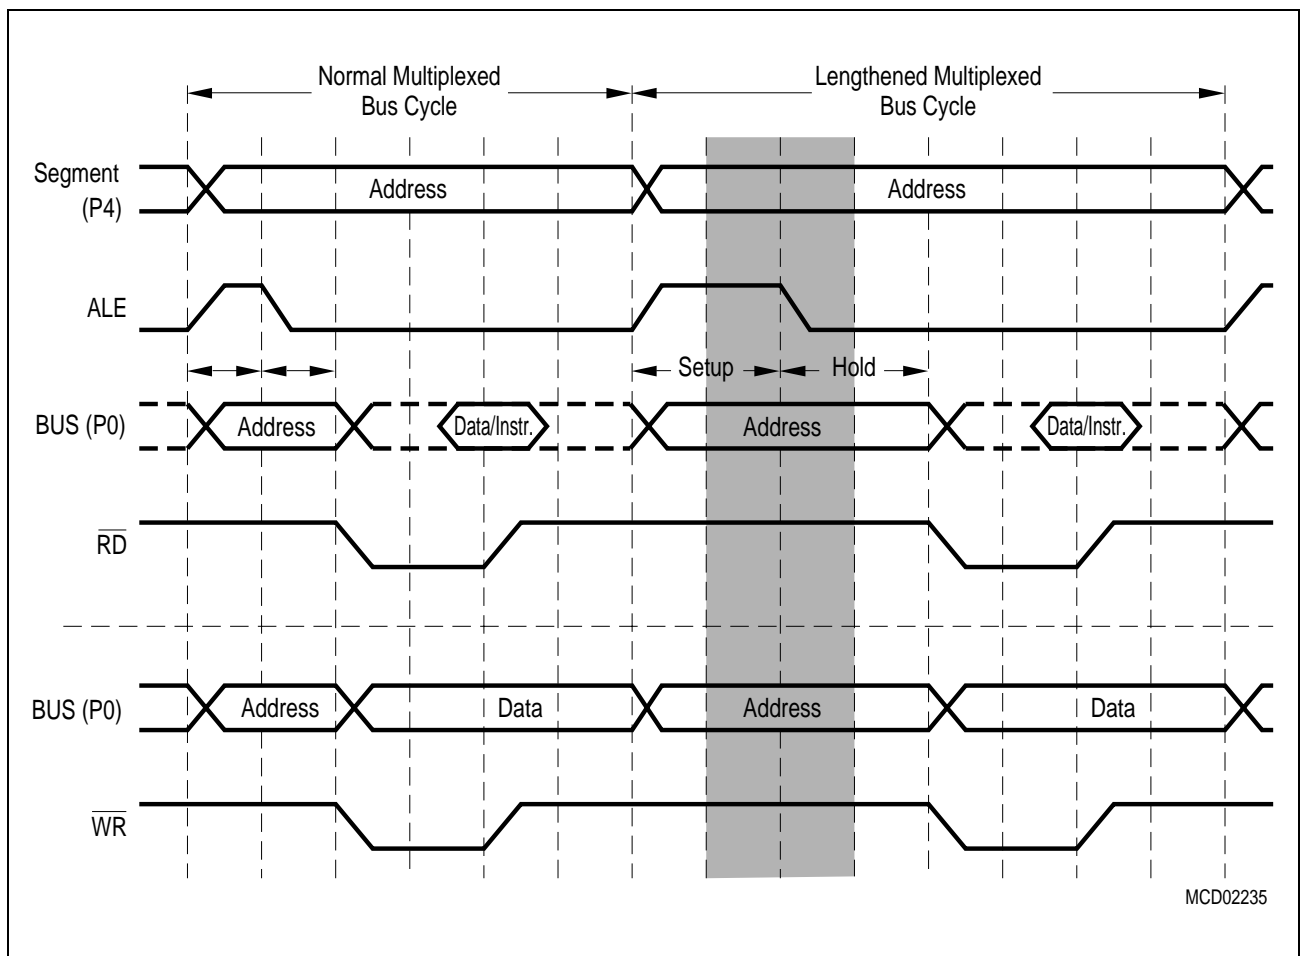 Normal Multiplexed
Bus Cycle
Lengthened Multiplexed
Bus Cycle
Segment
(P4)
Address
Address
ALE
Setup
Hold
BUS (P0)
Address
Data/Instr.
Address
Data/Instr.
RD
BUS (P0)
Address
Data
Address
Data
WR
MCD02235